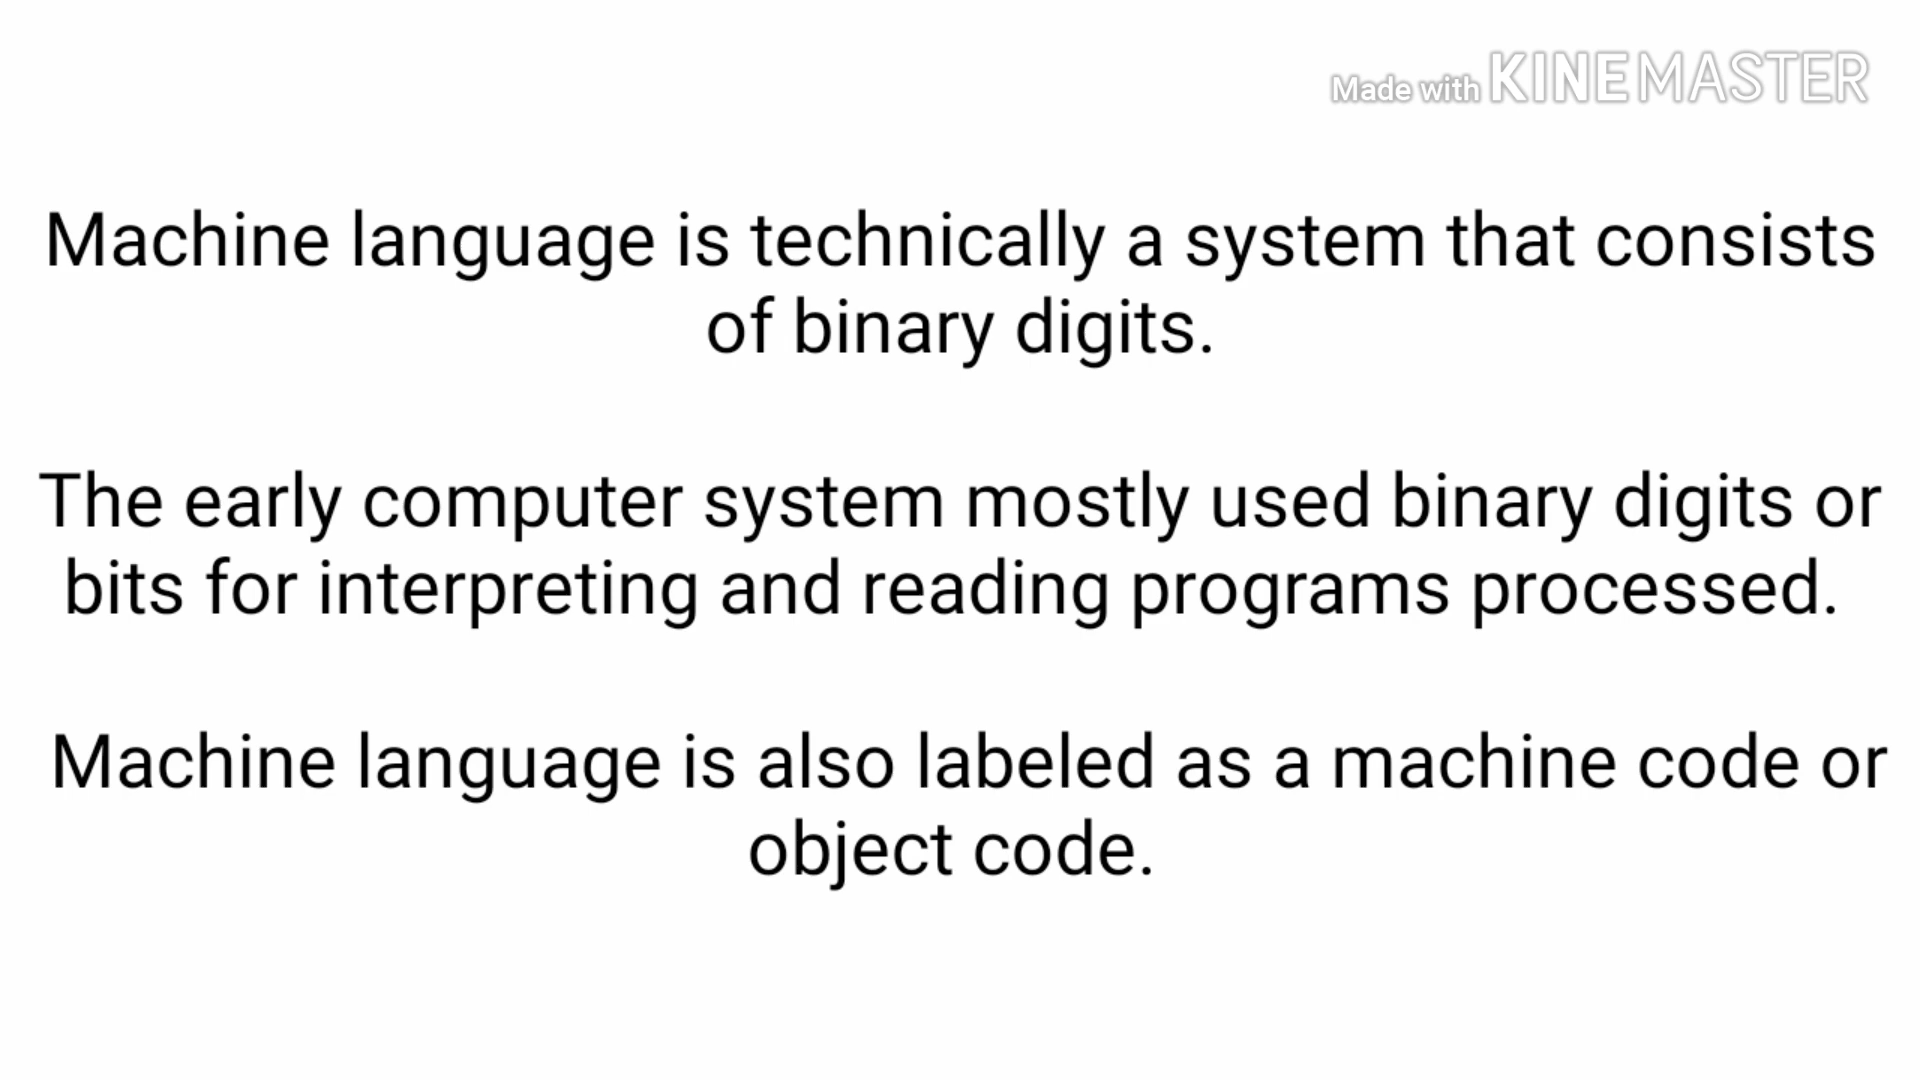 Made with KINEMASTER
Machine language is technically a system that consists
of binary digits.
The early computer system mostly used binary digits or
bits for interpreting and reading programs processed.
Machine language is also labeled as a machine code or
object code.